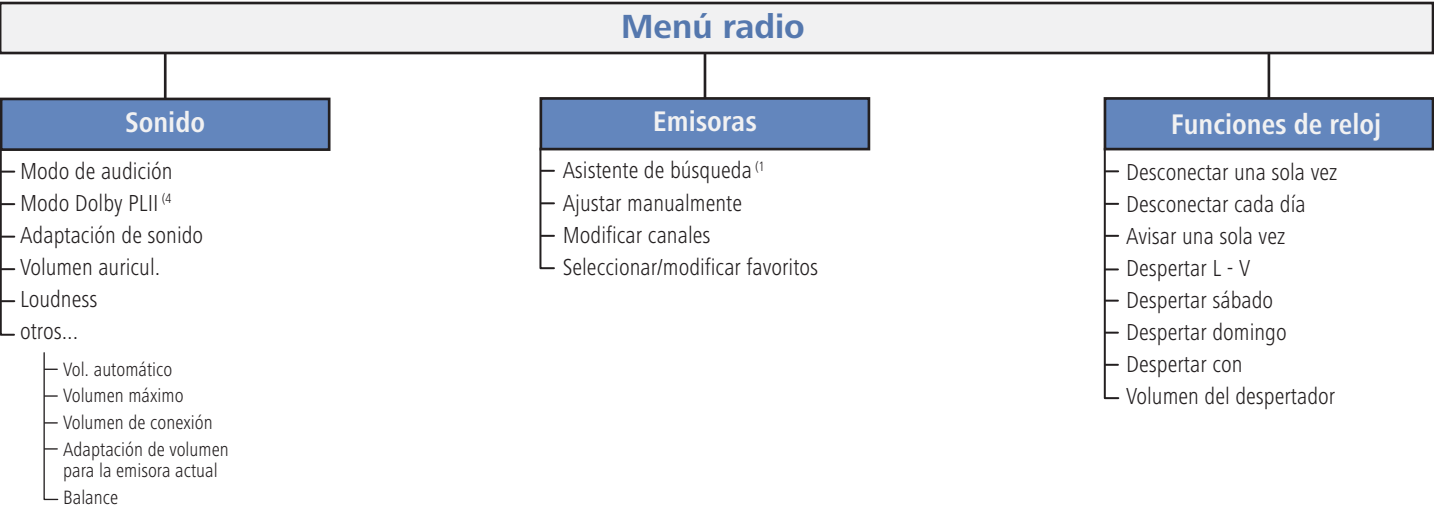 Menú radio
Sonido
Modo de audición
Modo Dolby PLII (4
Adaptación de sonido
Volumen auricul.
Loudness
otros...
Vol. automático
Volumen máximo
Volumen de conexión
Adaptación de volumen
para la emisora actual
Balance
Emisoras
Asistente de búsqueda (1
Ajustar manualmente
Modificar canales
Seleccionar/modificar favoritos
Funciones de reloj
Desconectar una sola vez
Desconectar cada día
Avisar una sola vez
Despertar L - V
Despertar sábado
Despertar domingo
Despertar con
Volumen del despertador